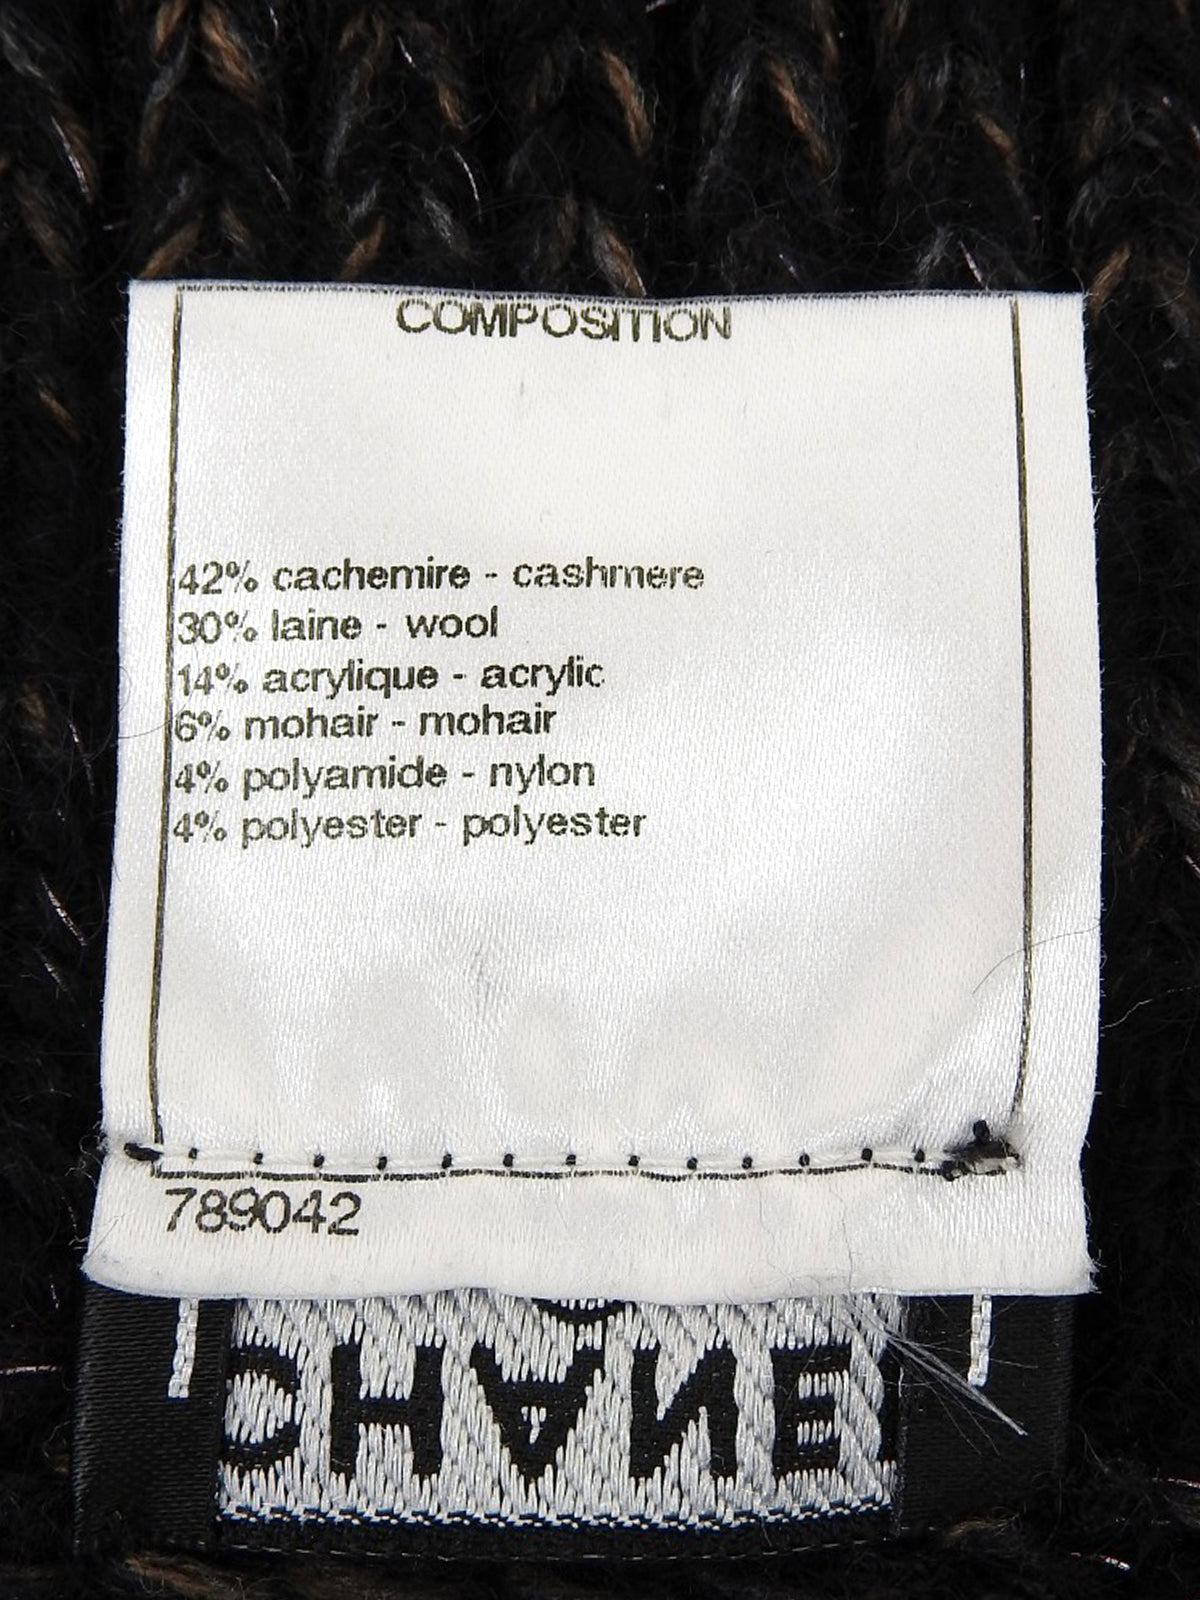 COMPOSITION
42% cachemire - cashmere
30% laine - wool
14% acrylique - acrylic
6% mohair - mohair
4% polyamide - nylon
4% polyester - polyester
789042